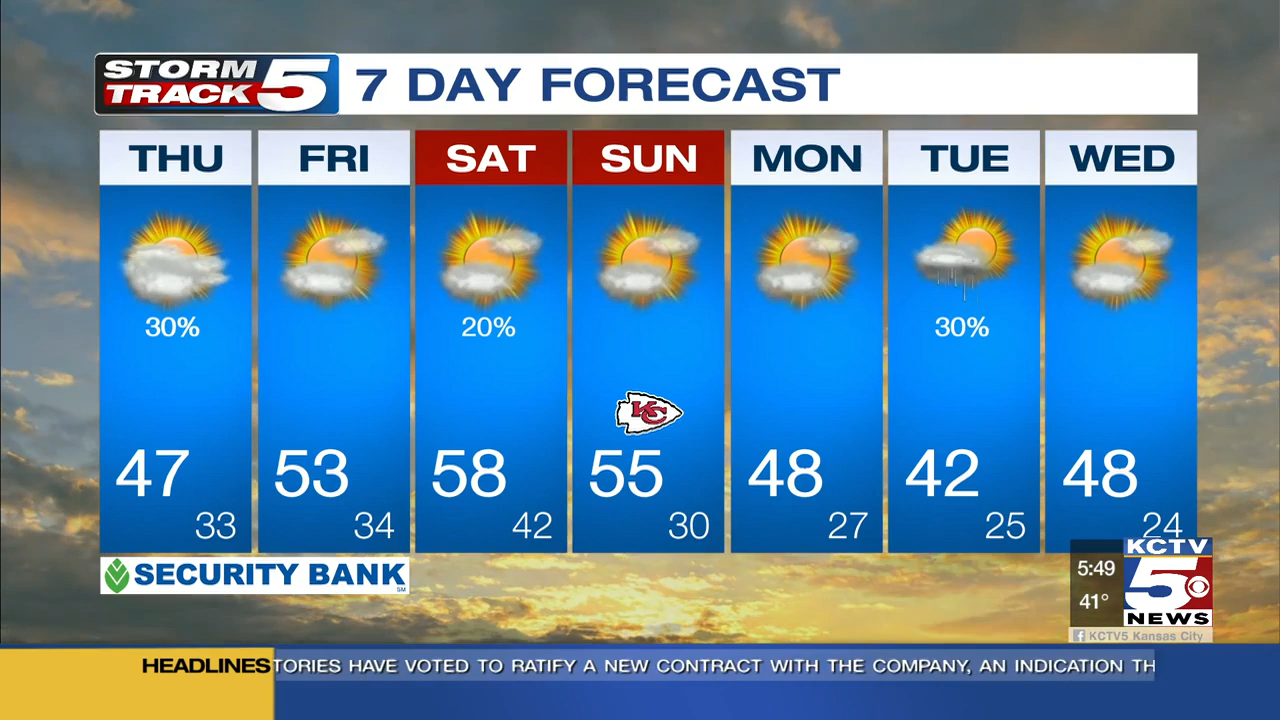 STORM
TRACK 5
7 DAY FORECAST
THU FRI SAT SUN MON TUE WED
30% 20% 30%
KC
47 53 58 55 48 42 48
33 34 42 30 27 25 24
SECURITY BANK SM
KCTV
5
NEWS
5:49
41°
KCTV5 Kansas City
HEADLINES TORIES HAVE VOTED TO RATIFY A NEW CONTRACT WITH THE COMPANY, AN INDICATION TH